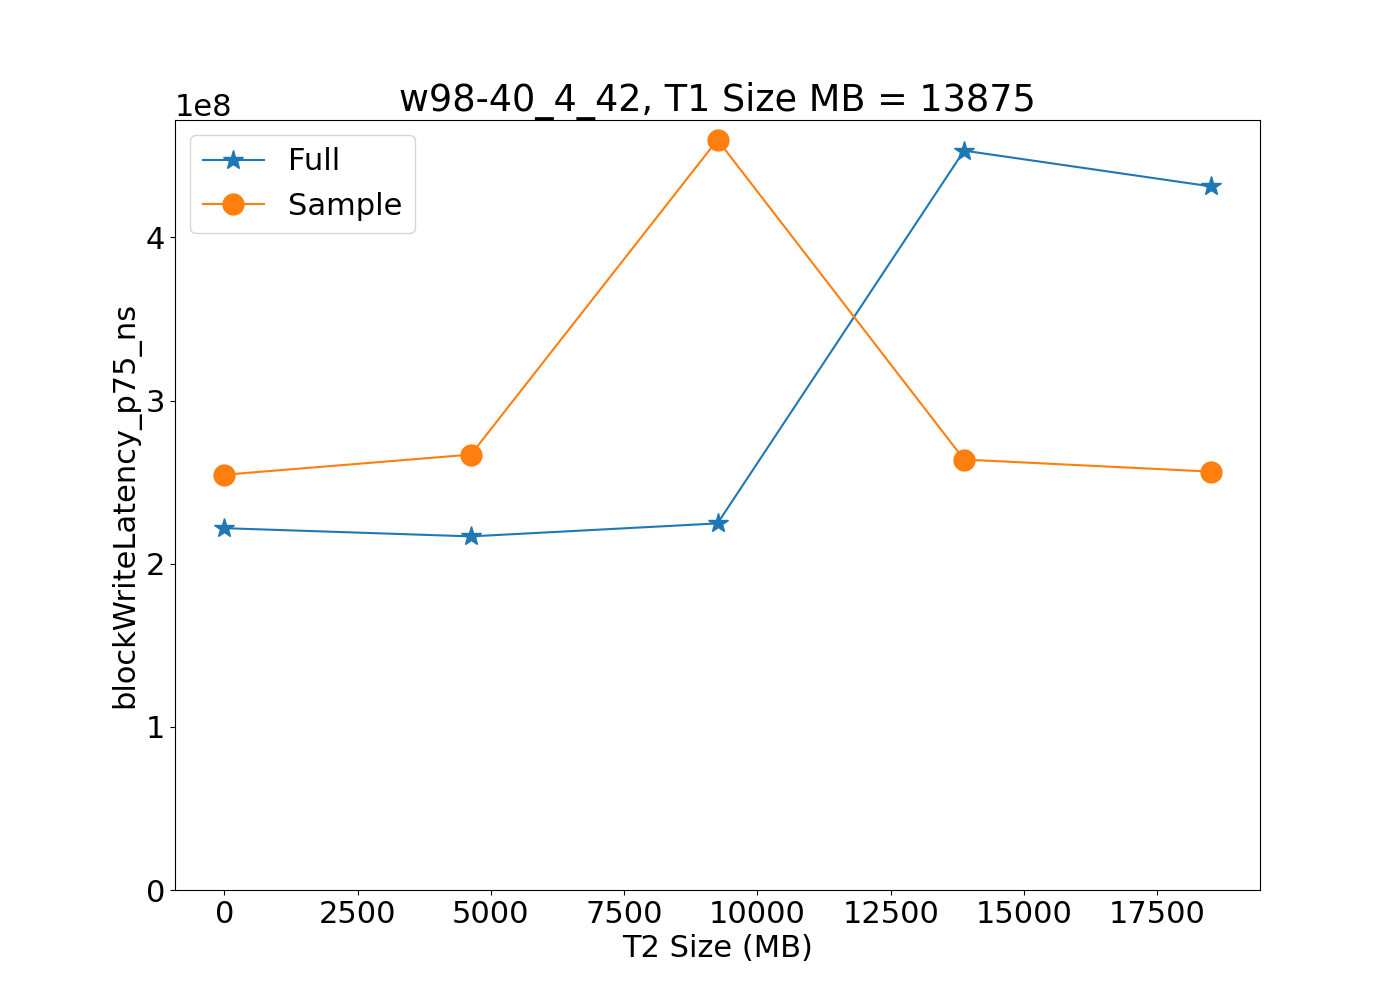 w98-40_4_42, T1 Size MB = 13875
1e8
Full
Sample
4
3
2
1
0
blockWriteLatency_p75_ns
0 2500 5000 7500 10000 12500 15000 17500
T2 Size (MB)